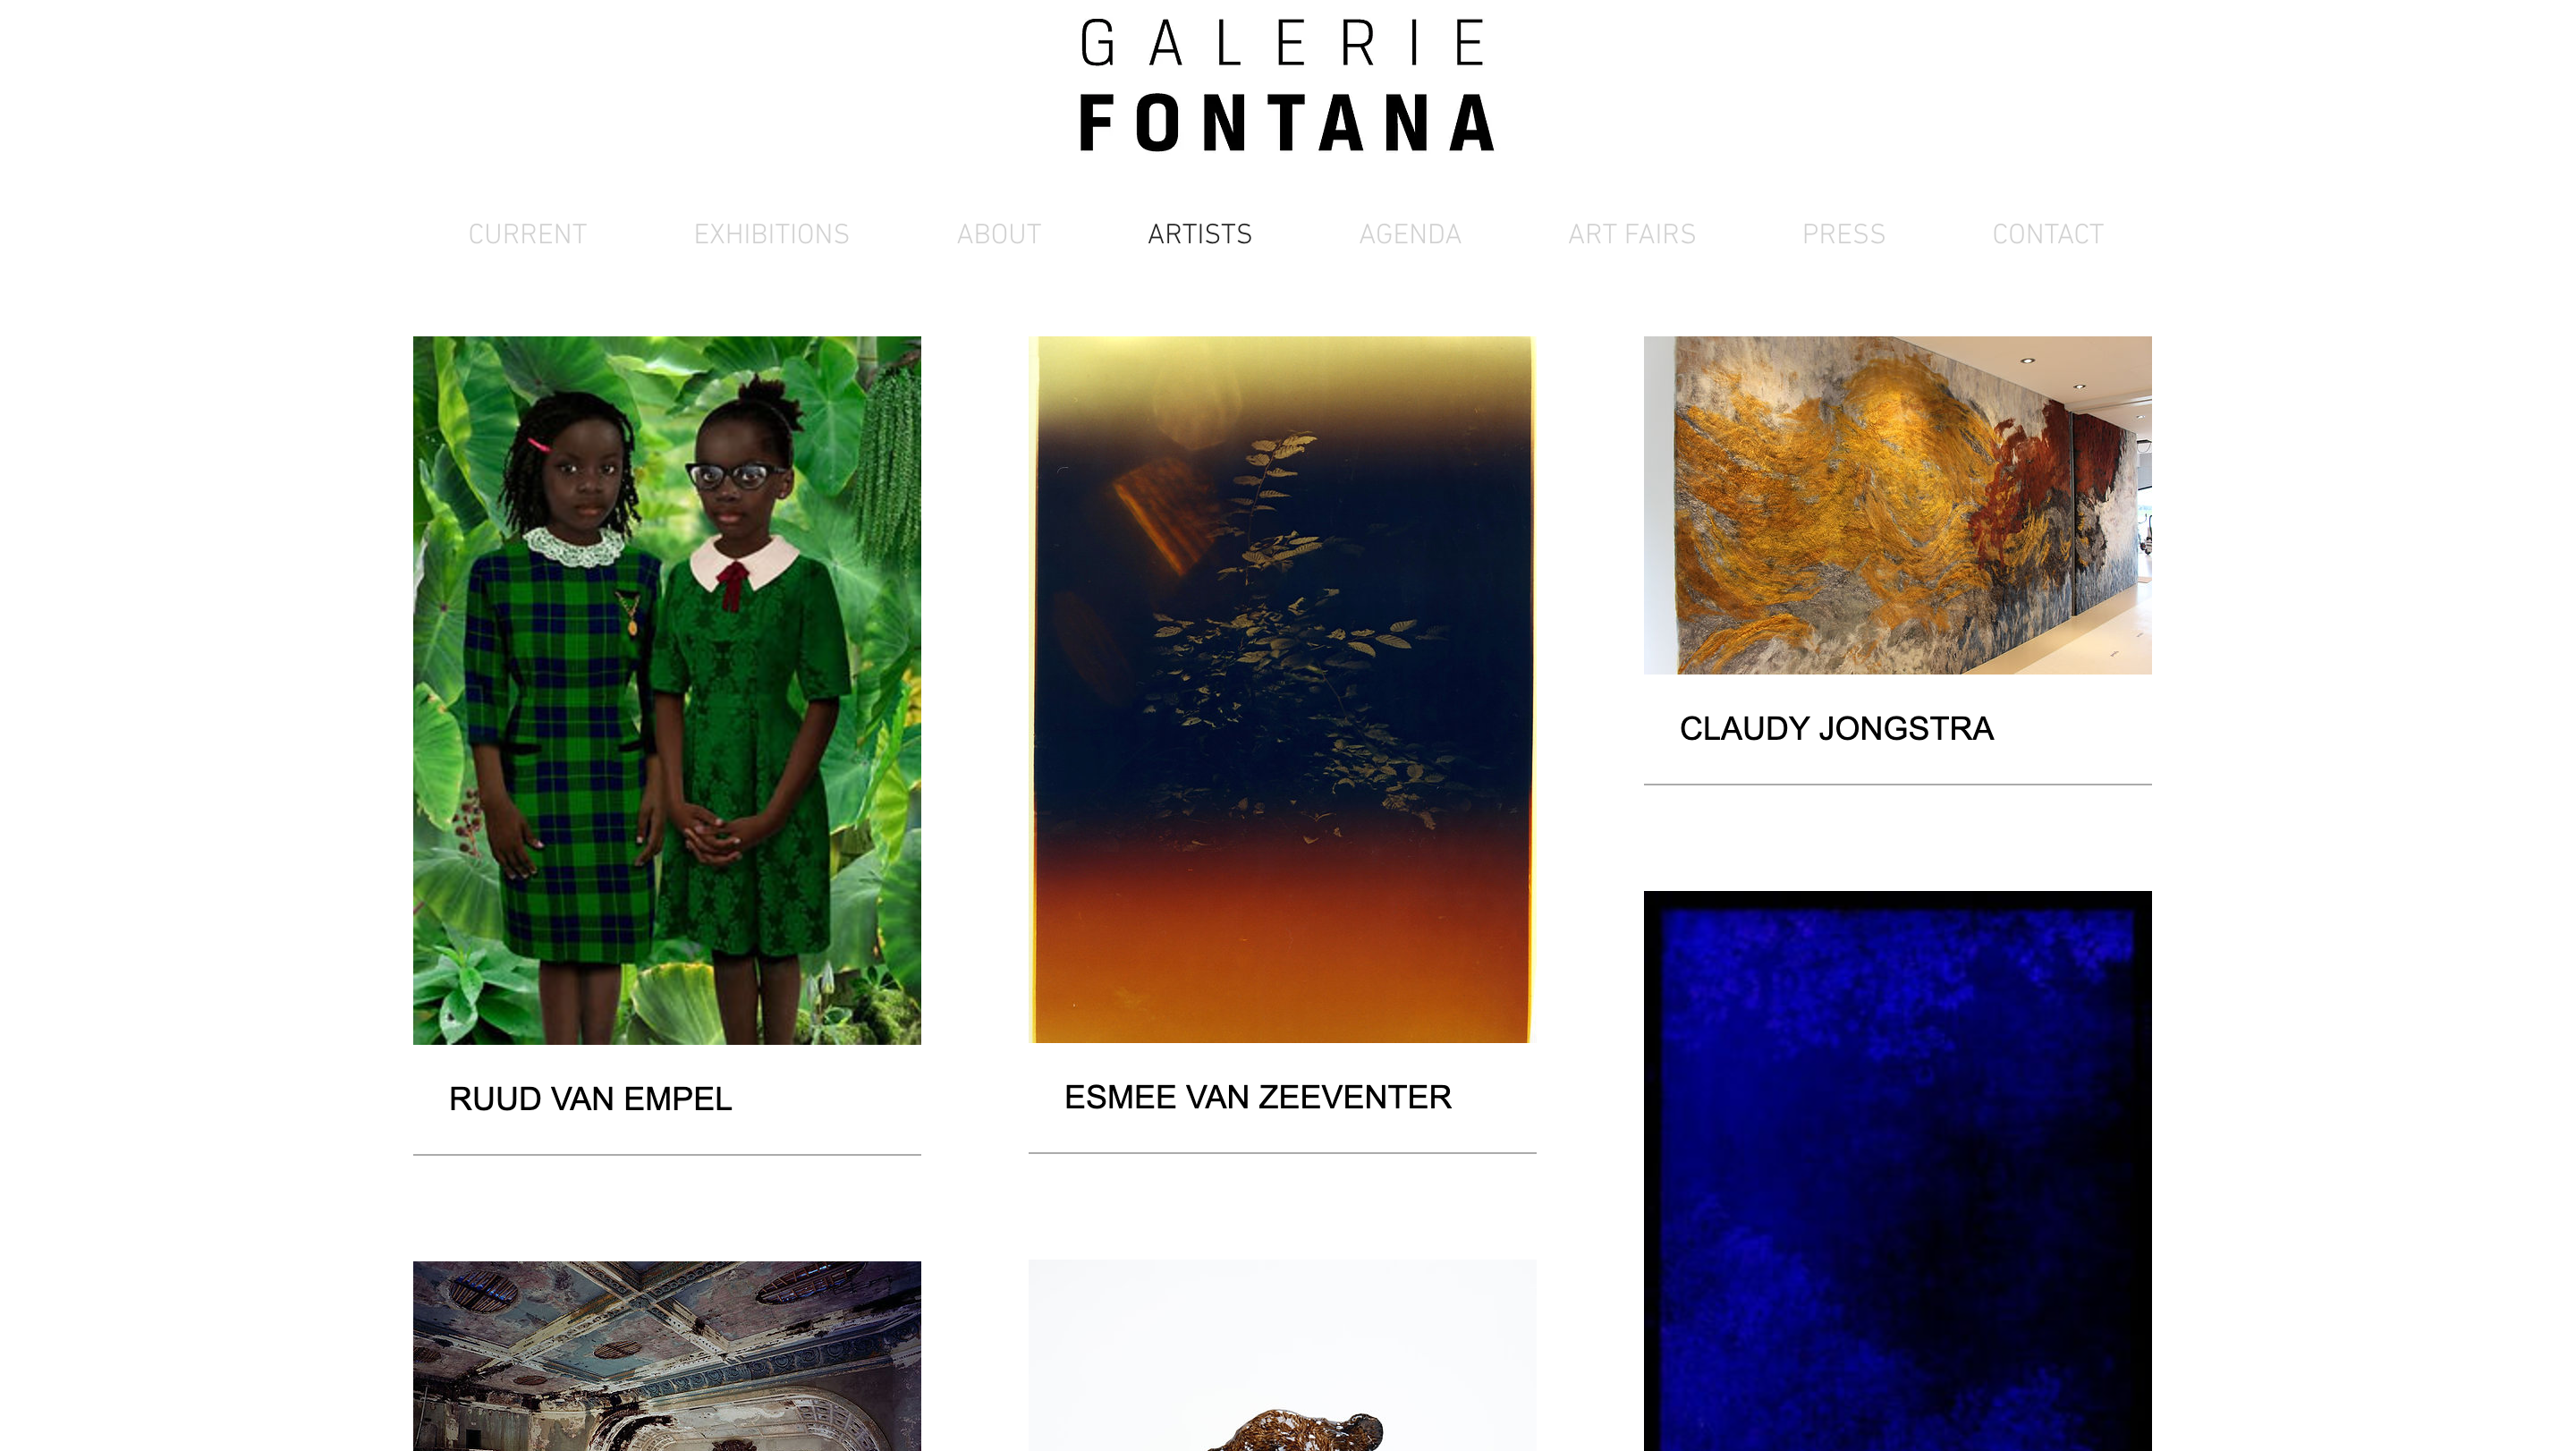 GALERIE
FONTANA
CURRENT EXHIBITIONS ABOUT ARTISTS AGENDA ART FAIRS PRESS CONTACT
RUUD VAN EMPEL
ESMEE VAN ZEEVENTER
CLAUDY JONGSTRA